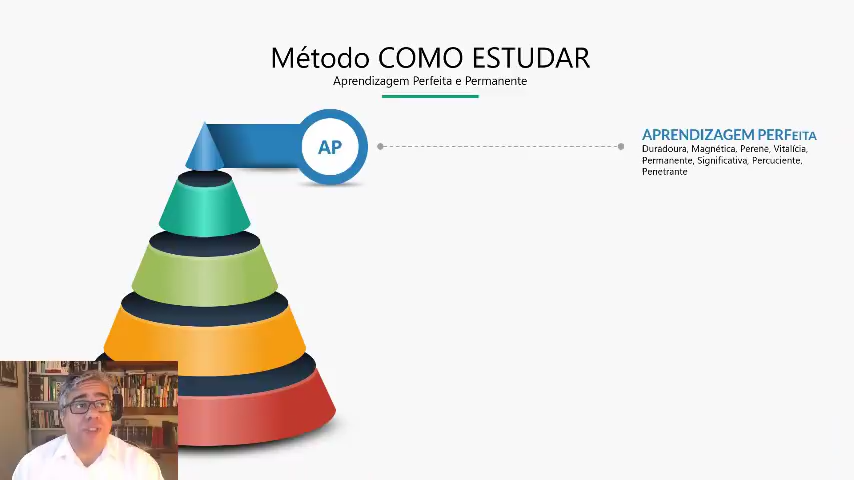 Método COMO ESTUDAR
Aprendizagem Perfeita e Permanente
AP
APRENDIZAGEM PERFEITA
Duradoura, Magnética, Perene, Vitalícia,
Permanente, Significativa, Percuciente,
Penetrante